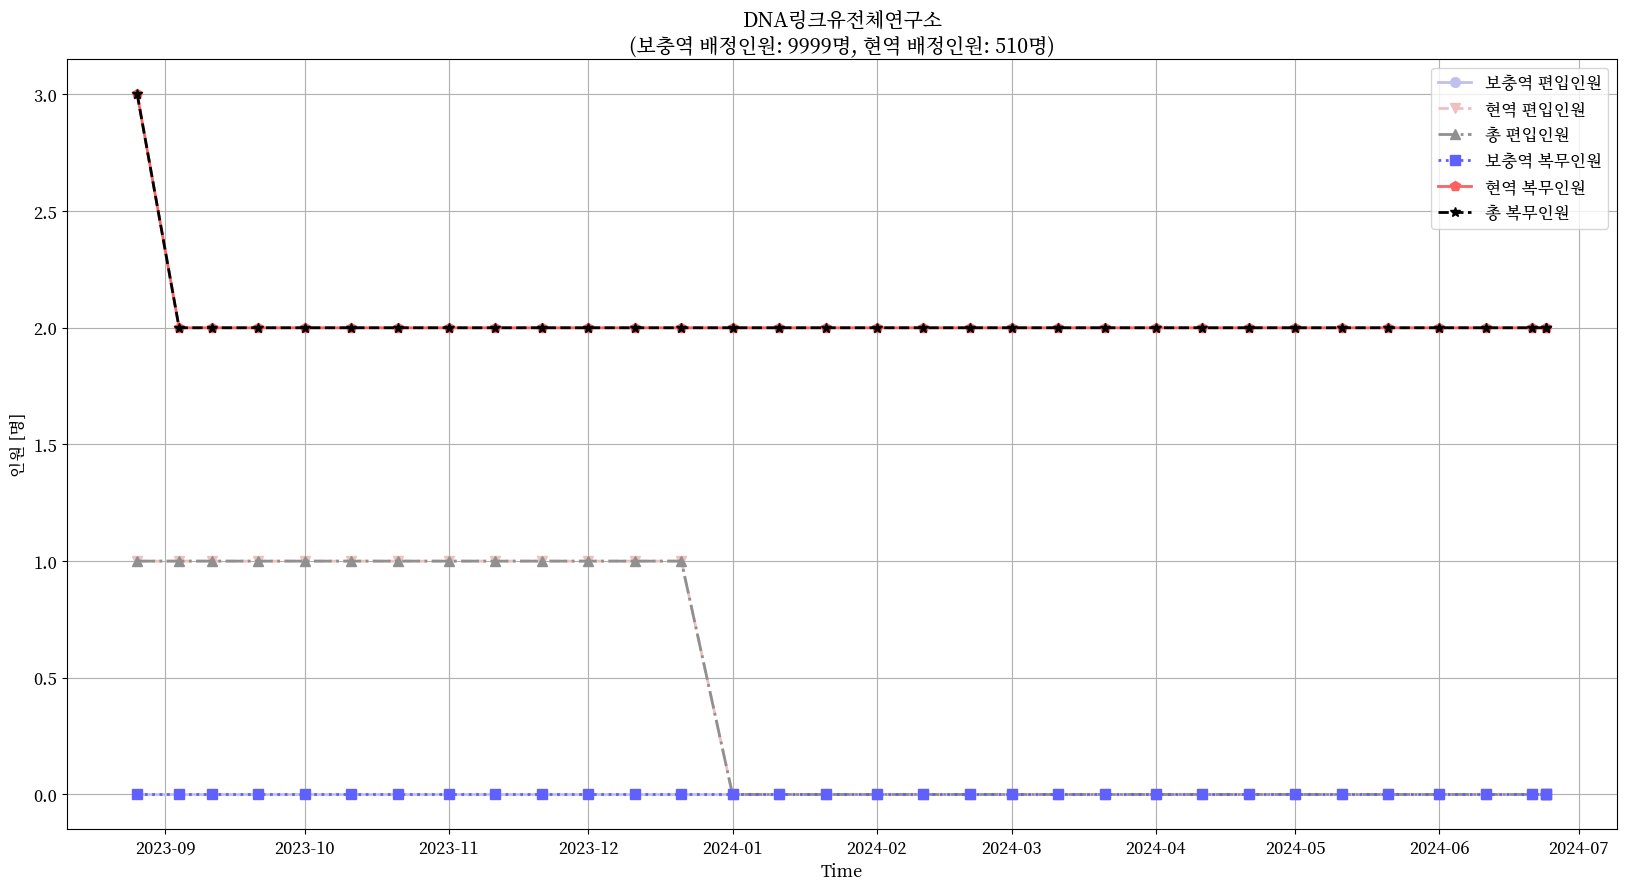 DNA링크유전체연구소
(보충역 배정인원: 9999명, 현역 배정인원: 510명)
보충역 편입인원
현역 편입인원
총 편입인원
보충역 복무인원
현역 복무인원
총 복무인원
인원 [명]
3.0
2.5
2.0
1.5
1.0
0.5
0.0
2023-09 2023-10 2023-11 2023-12 2024-01 2024-02 2024-03 2024-04 2024-05 2024-06 2024-07
Time